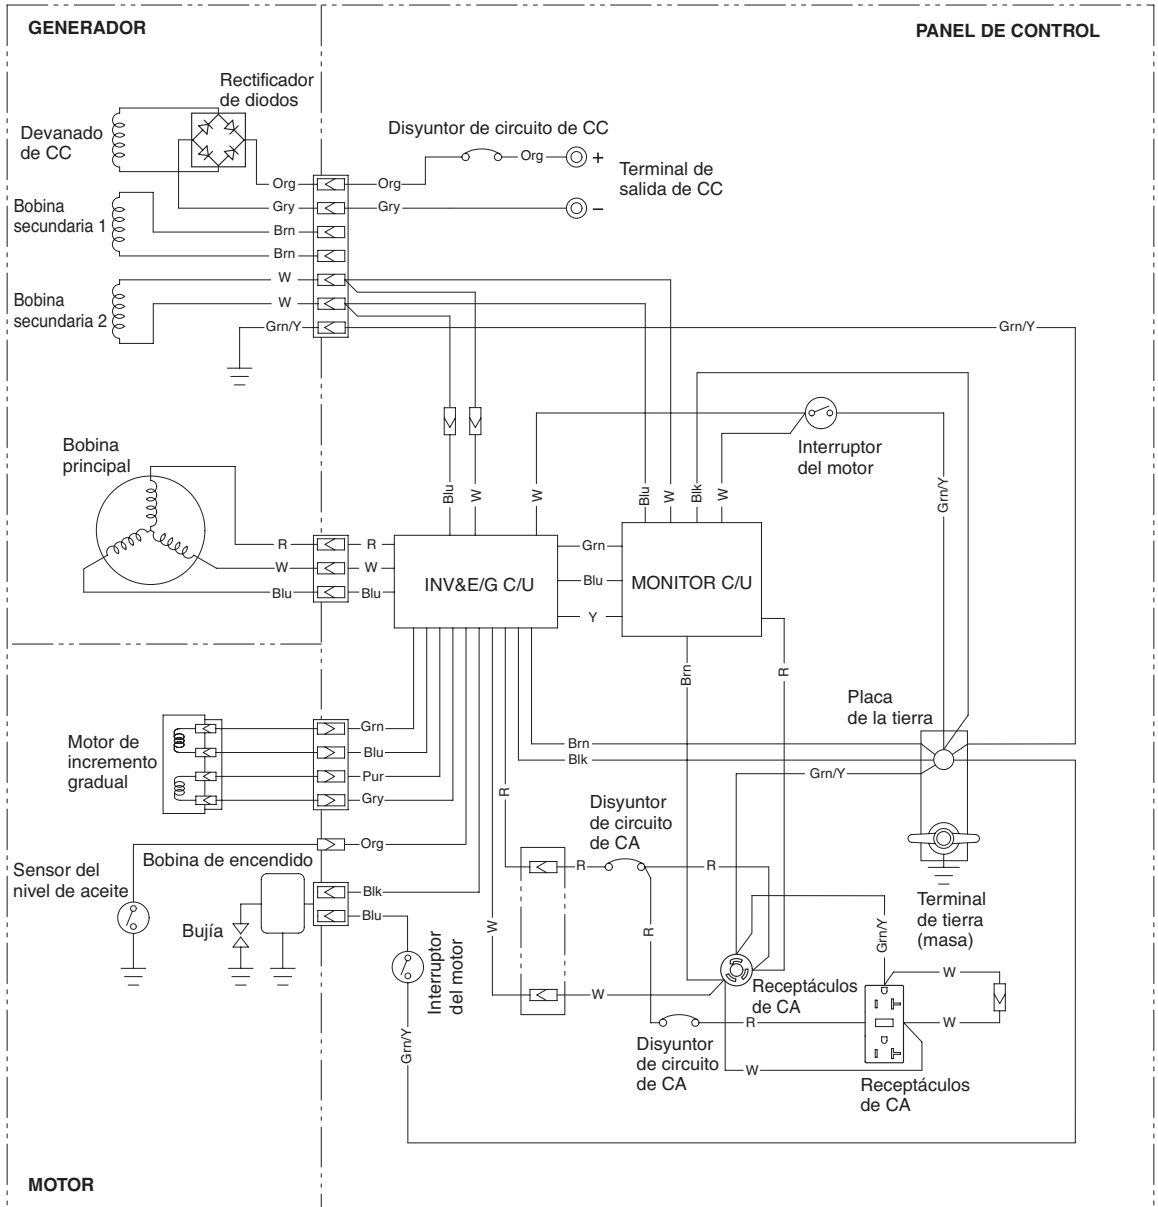 GENERADOR
PANEL DE CONTROL
Rectificador
de diodos
Devanado
de CC
Disyuntor de circuito de CC
Org
+
Terminal de
salida de CC
Org
Org
Gry
Gry
−
Bobina
secundaria 1
Brn
Brn
W
Bobina
secundaria 2
W
Grn/Y
Grn/Y
Interruptor
del motor
Bobina
principal
Blu
W
W
Blu
W
Blk
W
Grn/Y
R
R
W
W
Blu
Blu
INV&E/G C/U
Grn
Blu
Y
MONITOR C/U
Brn
R
Placa
de la tierra
Motor de
incremento
gradual
Grn
Blu
Pur
Gry
Brn
Blk
Grn/Y
R
Disyuntor
de circuito
de CA
Org
Sensor del
nivel de aceite
Bobina de encendido
Blk
Blu
Bujía
R
R
R
W
Terminal
de tierra
(masa)
Grn/Y
Interruptor
del motor
Grn/Y
W
Receptáculos
de CA
W
W
R
Disyuntor
de circuito
de CA
W
Receptáculos
de CA
MOTOR